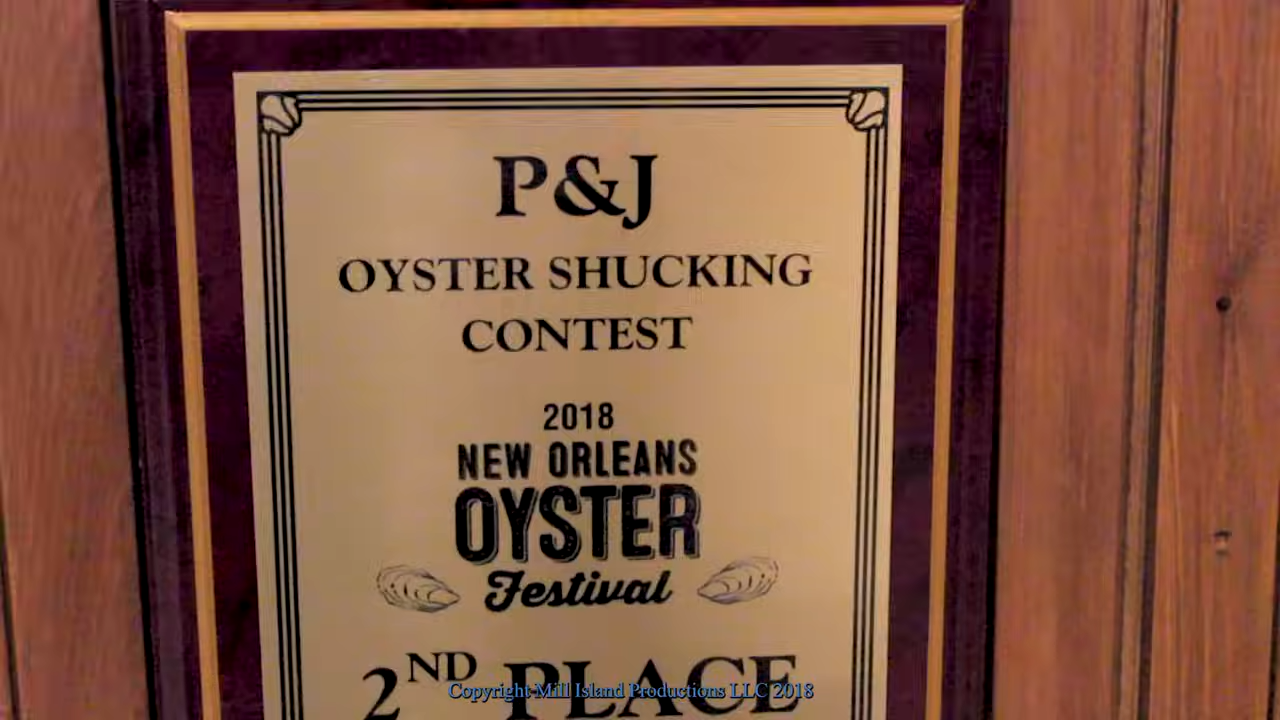 P&J
OYSTER SHUCKING
CONTEST
2018
NEW ORLEANS
OYSTER
Festival
2ND PLACE
Copyright Mill Island Productions LLC 2018